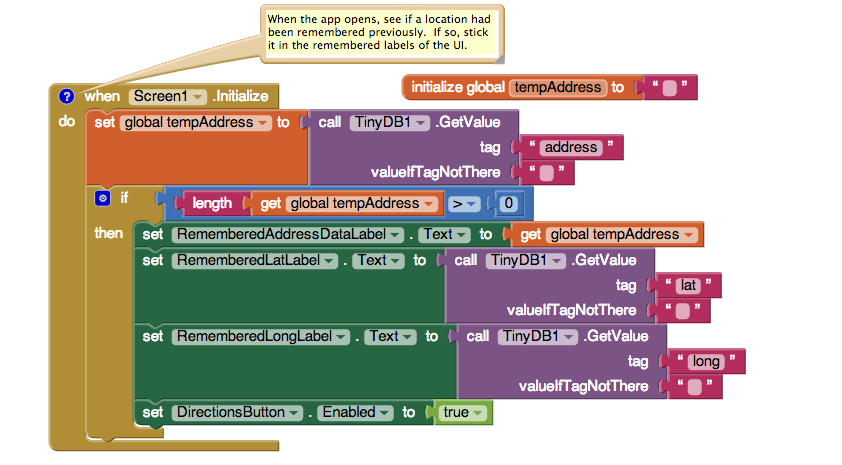 When the app opens, see if a location had
been remembered previously.  If so, stick
it in the remembered labels of the UI.
initialize global tempAddress to “ ”
? when Screen1 .Initialize
do set global tempAddress to call TinyDB1 .GetValue
tag “ address ”
valueIfTagNotThere “ ”
if length get global tempAddress > 0
then set RememberedAddressDataLabel . Text to get global tempAddress
set RememberedLatLabel . Text to call TinyDB1 .GetValue
tag “ lat ”
valueIfTagNotThere “ ”
set RememberedLongLabel . Text to call TinyDB1 .GetValue
tag “ long ”
valueIfTagNotThere “ ”
set DirectionsButton . Enabled to true